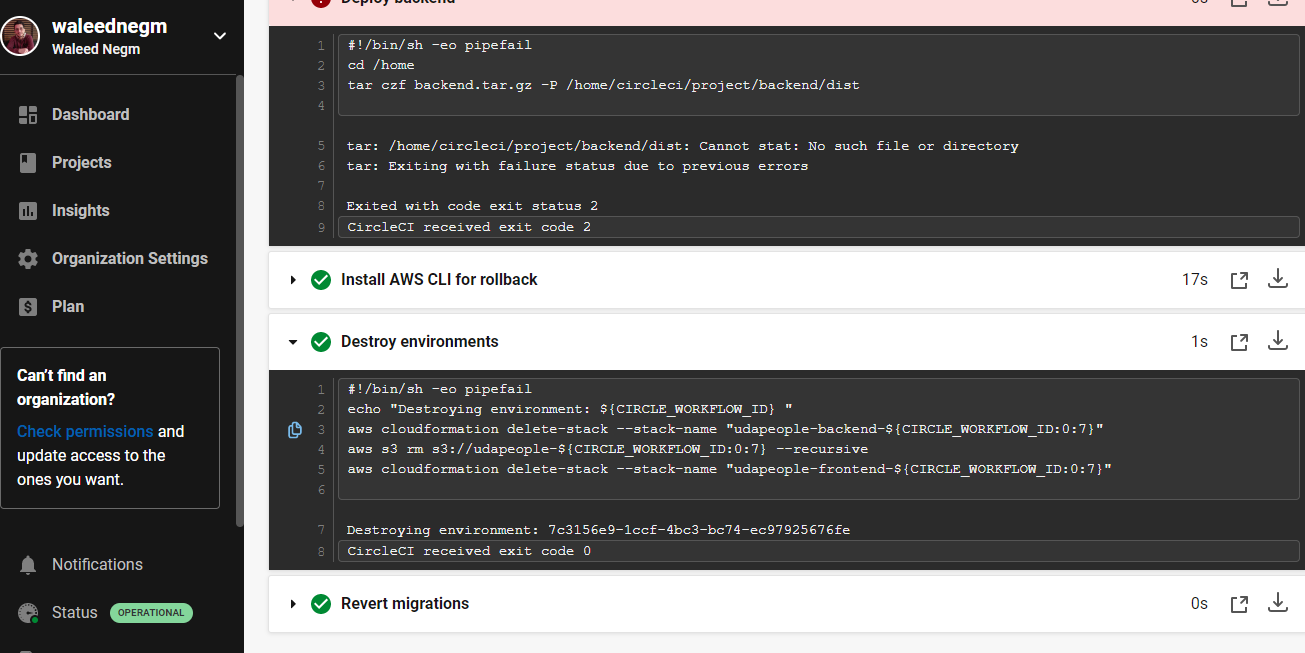 waleednegm
Waleed Negm
Dashboard
Projects
Insights
Organization Settings
Plan
Can't find an
organization?
Check permissions and
update access to the
ones you want.
Notifications
Status OPERATIONAL
Deploy backend
1 #!/bin/sh -eo pipefail
2 cd /home
3 tar czf backend.tar.gz -P /home/circleci/project/backend/dist
4
5 tar: /home/circleci/project/backend/dist: Cannot stat: No such file or directory
6 tar: Exiting with failure status due to previous errors
7
8 Exited with code exit status 2
9 CircleCI received exit code 2
Install AWS CLI for rollback 17s
Destroy environments 1s
1 #!/bin/sh -eo pipefail
2 echo "Destroying environment: ${CIRCLE_WORKFLOW_ID} "
3 aws cloudformation delete-stack --stack-name "udapeople-backend-${CIRCLE_WORKFLOW_ID:0:7}"
4 aws s3 rm s3://udapeople-${CIRCLE_WORKFLOW_ID:0:7} --recursive
5 aws cloudformation delete-stack --stack-name "udapeople-frontend-${CIRCLE_WORKFLOW_ID:0:7}"
6
7 Destroying environment: 7c3156e9-1ccf-4bc3-bc74-ec97925676fe
8 CircleCI received exit code 0
Revert migrations 0s